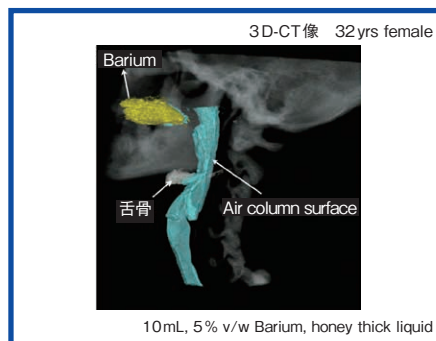 3D-CT像 32yrs female
Barium
舌骨
Air column surface
10mL, 5% v/w Barium, honey thick liquid